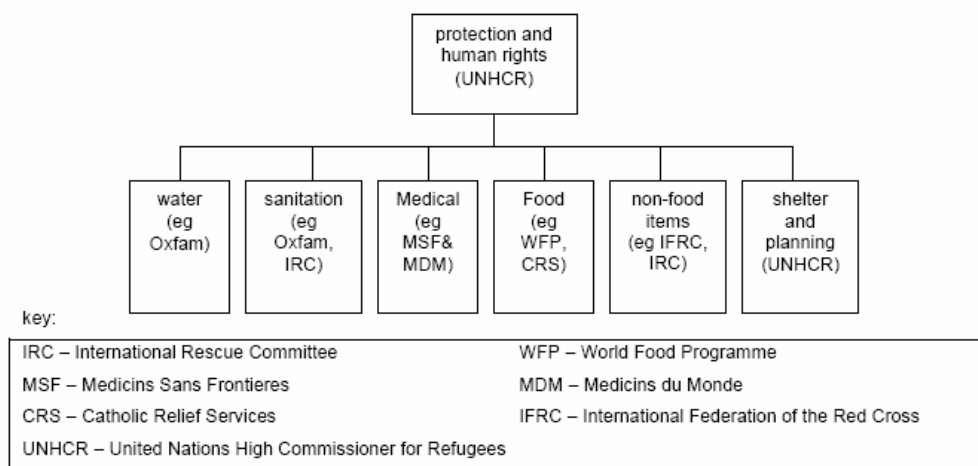 protection and
human rights
(UNHCR)
water
(eg
Oxfam)
sanitation
(eg
Oxfam,
IRC)
Medical
(eg
MSF&
MDM)
Food
(eg
WFP,
CRS)
non-food
items
(eg IFRC,
IRC)
shelter
and
planning
(UNHCR)
key:
IRC – International Rescue Committee
WFP – World Food Programme
MSF – Medicins Sans Frontieres
MDM – Medicins du Monde
CRS – Catholic Relief Services
IFRC – International Federation of the Red Cross
UNHCR – United Nations High Commissioner for Refugees